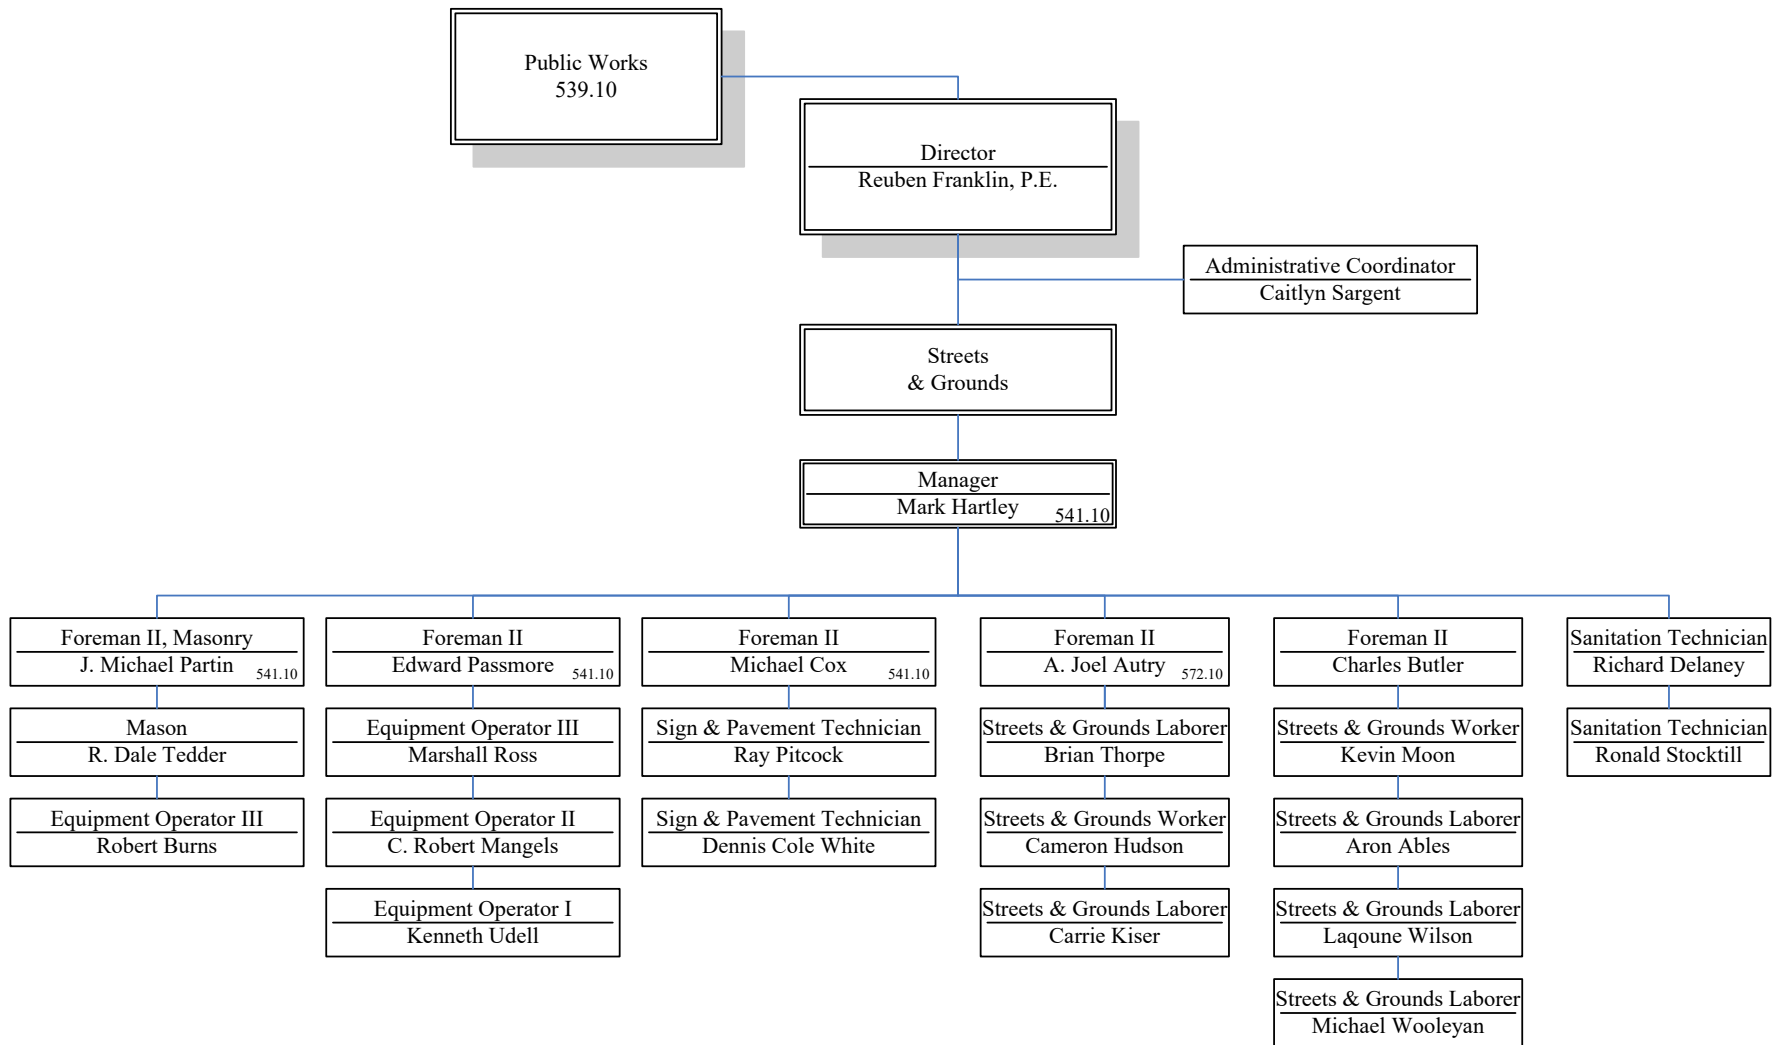 Public Works
539.10
Director
Reuben Franklin, P.E.
Administrative Coordinator
Caitlyn Sargent
Streets
& Grounds
Manager
Mark Hartley
541.10
Foreman II, Masonry
J. Michael Partin
541.10
Mason
R. Dale Tedder
Equipment Operator III
Robert Burns
Foreman II
Edward Passmore
541.10
Equipment Operator III
Marshall Ross
Equipment Operator II
C. Robert Mangels
Equipment Operator I
Kenneth Udell
Foreman II
Michael Cox
541.10
Sign & Pavement Technician
Ray Pitcock
Sign & Pavement Technician
Dennis Cole White
Foreman II
A. Joel Autry
572.10
Streets & Grounds Laborer
Brian Thorpe
Streets & Grounds Worker
Cameron Hudson
Streets & Grounds Laborer
Carrie Kiser
Foreman II
Charles Butler
Streets & Grounds Worker
Kevin Moon
Streets & Grounds Laborer
Aron Ables
Streets & Grounds Laborer
Laqoune Wilson
Streets & Grounds Laborer
Michael Wooleyan
Sanitation Technician
Richard Delaney
Sanitation Technician
Ronald Stocktill